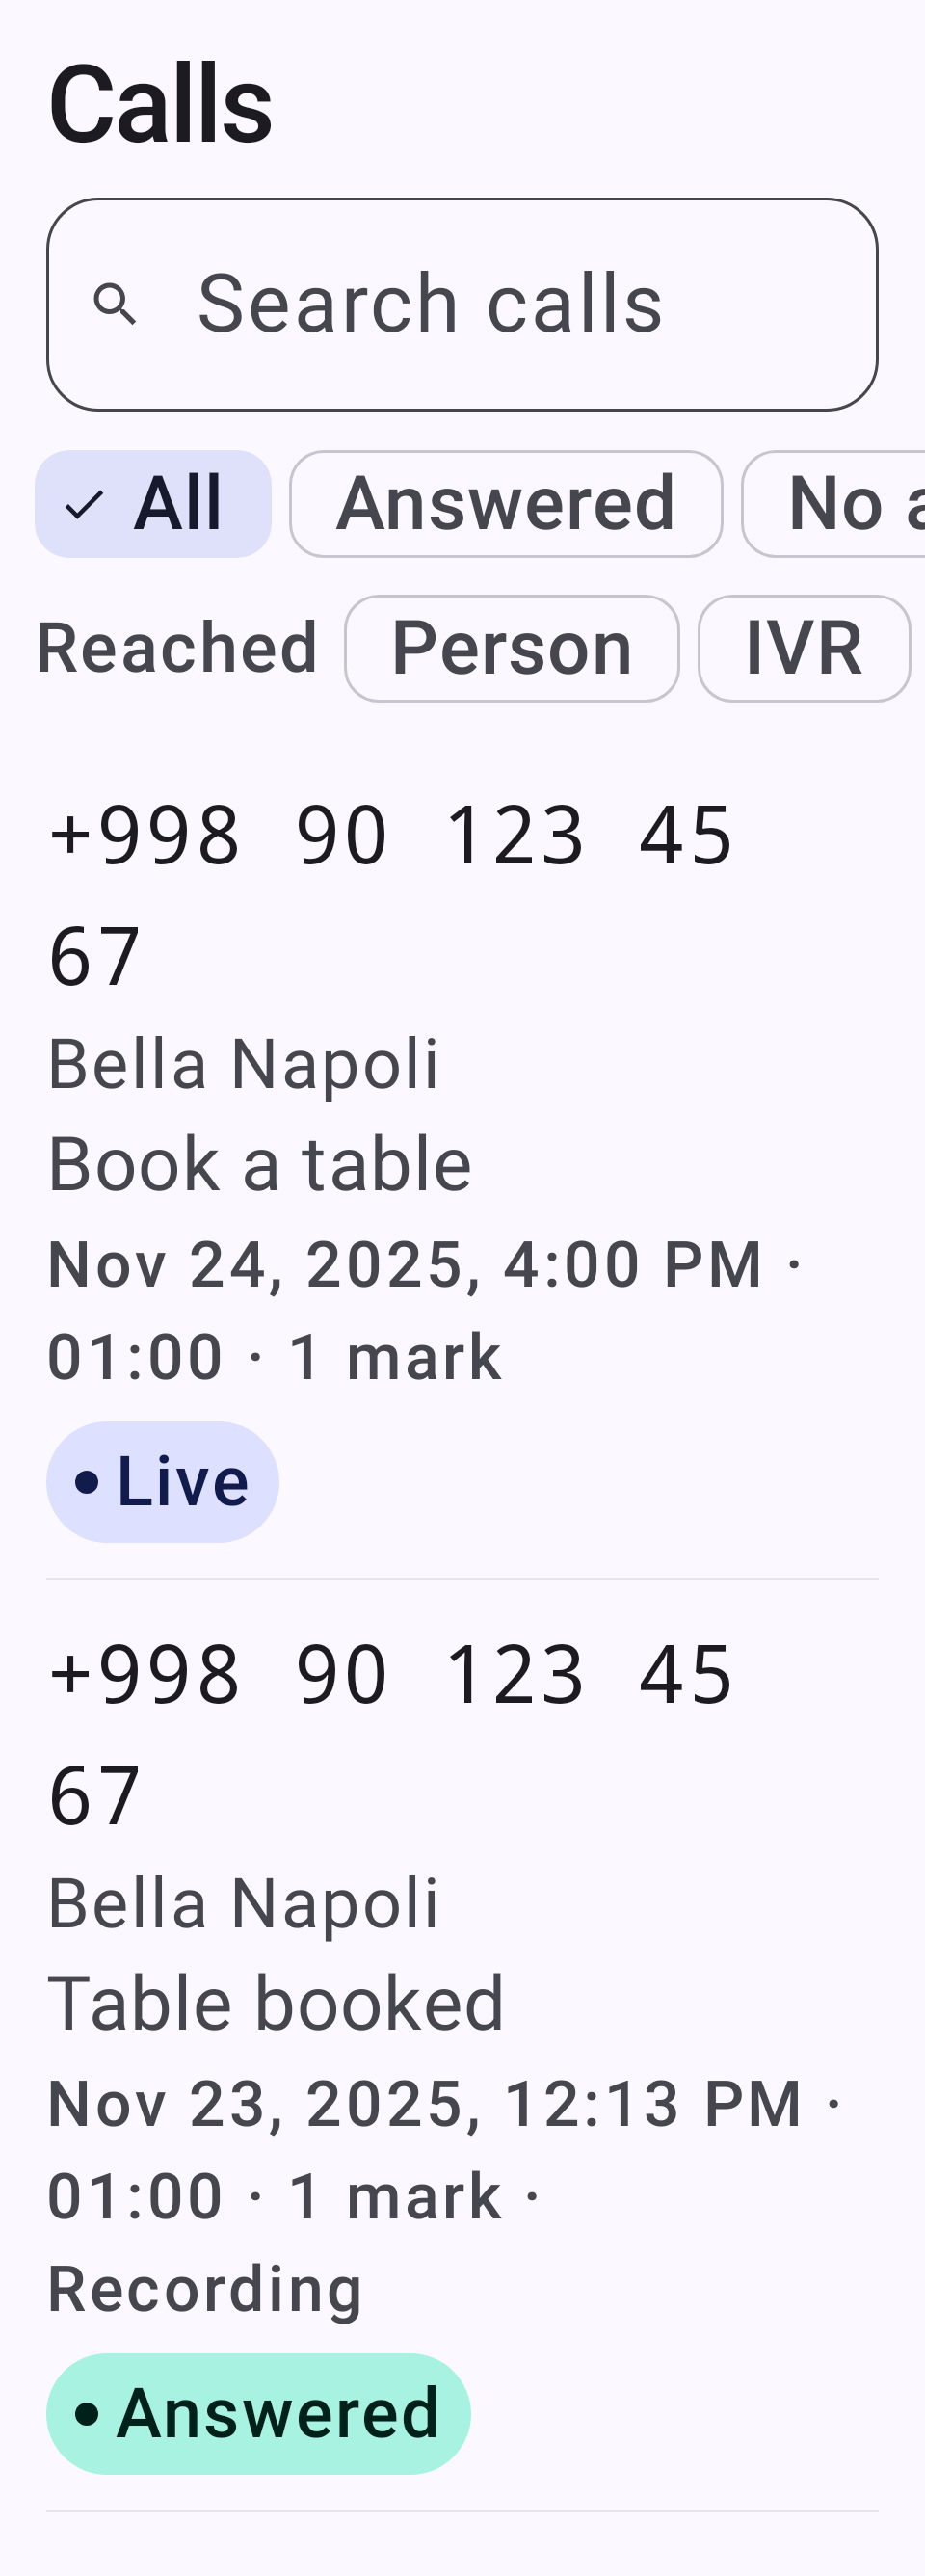 Calls
Search calls
All Answered No a
Reached Person IVR
+998 90 123 45
67
Bella Napoli
Book a table
Nov 24, 2025, 4:00 PM ·
01:00 · 1 mark
Live
+998 90 123 45
67
Bella Napoli
Table booked
Nov 23, 2025, 12:13 PM ·
01:00 · 1 mark ·
Recording
Answered